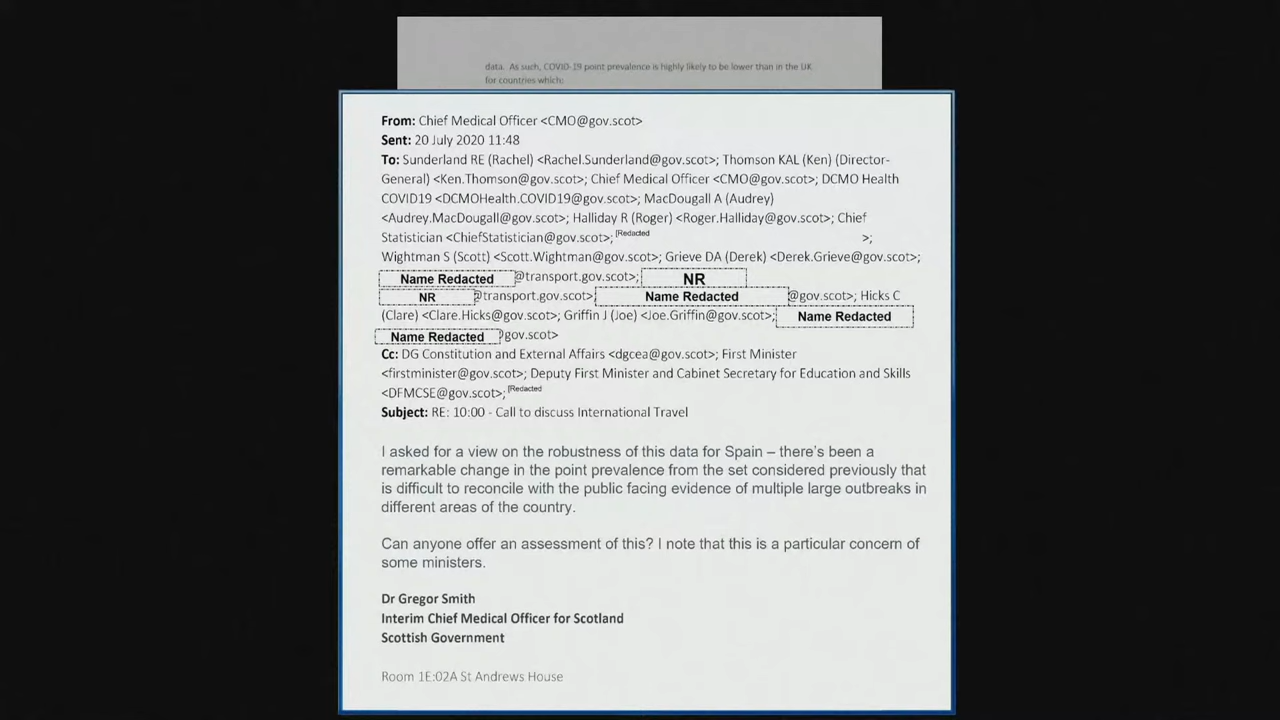 data. As such, COVID-19 point prevalence is highly likely to be lower than in the UK
for countries which:
From: Chief Medical Officer <CMO@gov.scot>
Sent: 20 July 2020 11:48
To: Sunderland RE (Rachel) <Rachel.Sunderland@gov.scot>; Thomson KAL (Ken) (Director-
General) <Ken.Thomson@gov.scot>; Chief Medical Officer <CMO@gov.scot>; DCMO Health
COVID19 <DCMOHealth.COVID19@gov.scot>; MacDougall A (Audrey)
<Audrey.MacDougall@gov.scot>; Halliday R (Roger) <Roger.Halliday@gov.scot>; Chief
Statistician <ChiefStatistician@gov.scot>; [Redacted >;
Wightman S (Scott) <Scott.Wightman@gov.scot>; Grieve DA (Derek) <Derek.Grieve@gov.scot>;
Name Redacted @transport.gov.scot>; NR
NR @transport.gov.scot> Name Redacted @gov.scot>; Hicks C
(Clare) <Clare.Hicks@gov.scot>; Griffin J (Joe) <Joe.Griffin@gov.scot>; Name Redacted
Name Redacted gov.scot>
Cc: DG Constitution and External Affairs <dgcea@gov.scot>; First Minister
<firstminister@gov.scot>; Deputy First Minister and Cabinet Secretary for Education and Skills
<DFMCSE@gov.scot>; [Redacted
Subject: RE: 10:00 - Call to discuss International Travel
I asked for a view on the robustness of this data for Spain – there's been a
remarkable change in the point prevalence from the set considered previously that
is difficult to reconcile with the public facing evidence of multiple large outbreaks in
different areas of the country.
Can anyone offer an assessment of this? I note that this is a particular concern of
some ministers.
Dr Gregor Smith
Interim Chief Medical Officer for Scotland
Scottish Government
Room 1E:02A St Andrews House